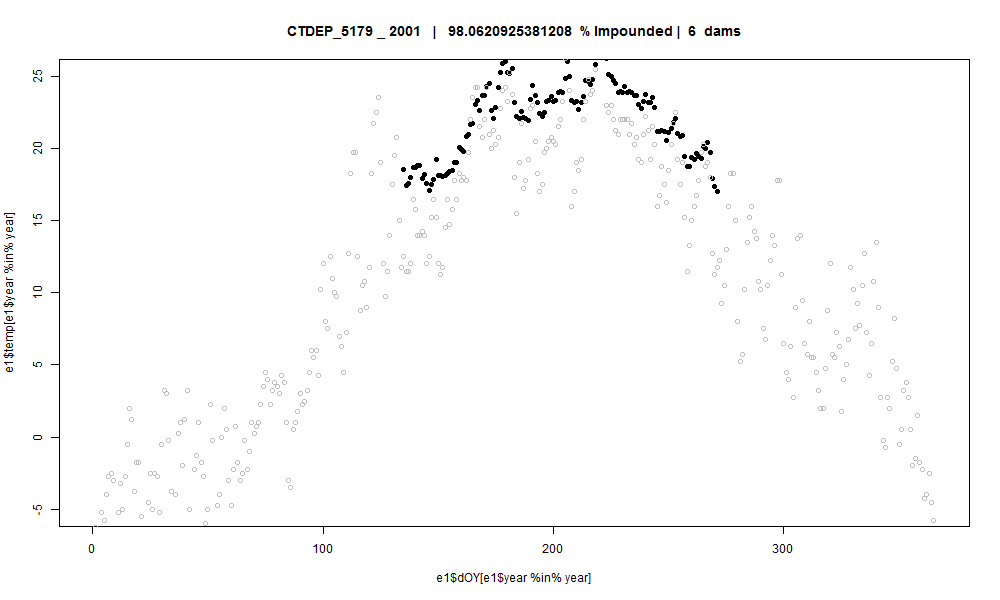 CTDEP_5179 _ 2001 | 98.0620925381208 % Impounded | 6 dams
25
20
15
10
5
0
-5
e1$temp[e1$year %in% year]
0 100 200 300
e1$dOY[e1$year %in% year]